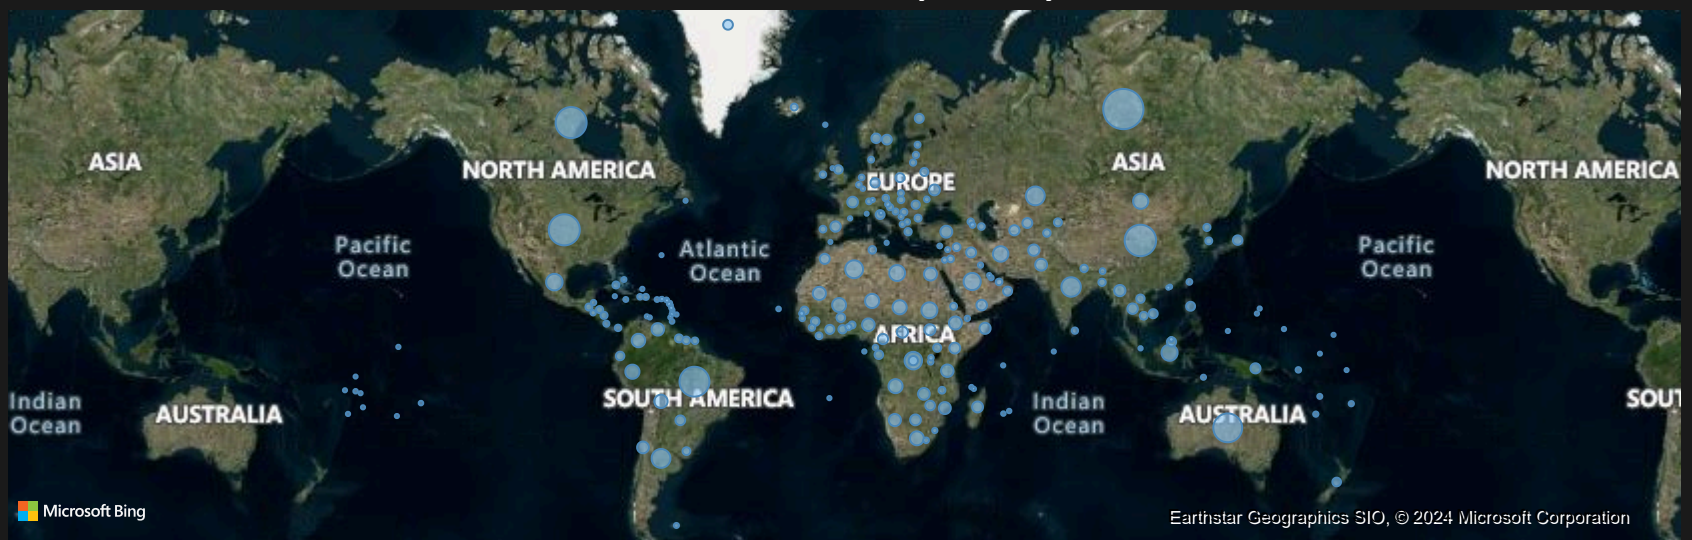 ASIA
NORTH AMERICA
EUROPE
ASIA
NORTH AMERICA
Pacific
Ocean
Atlantic
Ocean
Pacific
Ocean
AFRICA
Indian
Ocean
AUSTRALIA
SOUTH AMERICA
Indian
Ocean
AUSTRALIA
SOUT
Microsoft Bing
Earthstar Geographics SIO, © 2024 Microsoft Corporation